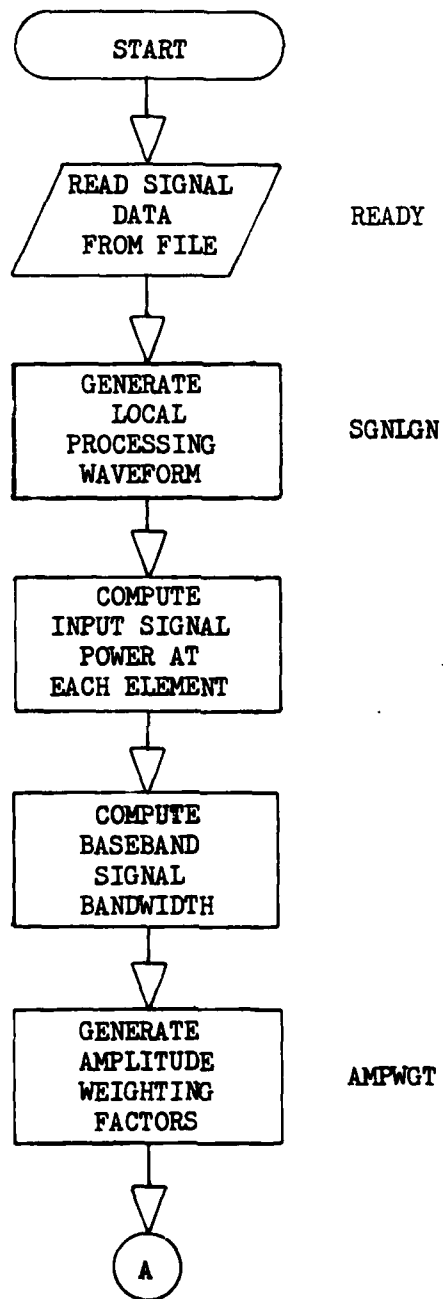 START
READ SIGNAL
DATA
FROM FILE
READY
GENERATE
LOCAL
PROCESSING
WAVEFORM
SGNLGN
COMPUTE
INPUT SIGNAL
POWER AT
EACH ELEMENT
COMPUTE
BASEBAND
SIGNAL
BANDWIDTH
GENERATE
AMPLITUDE
WEIGHTING
FACTORS
AMPWGT
A